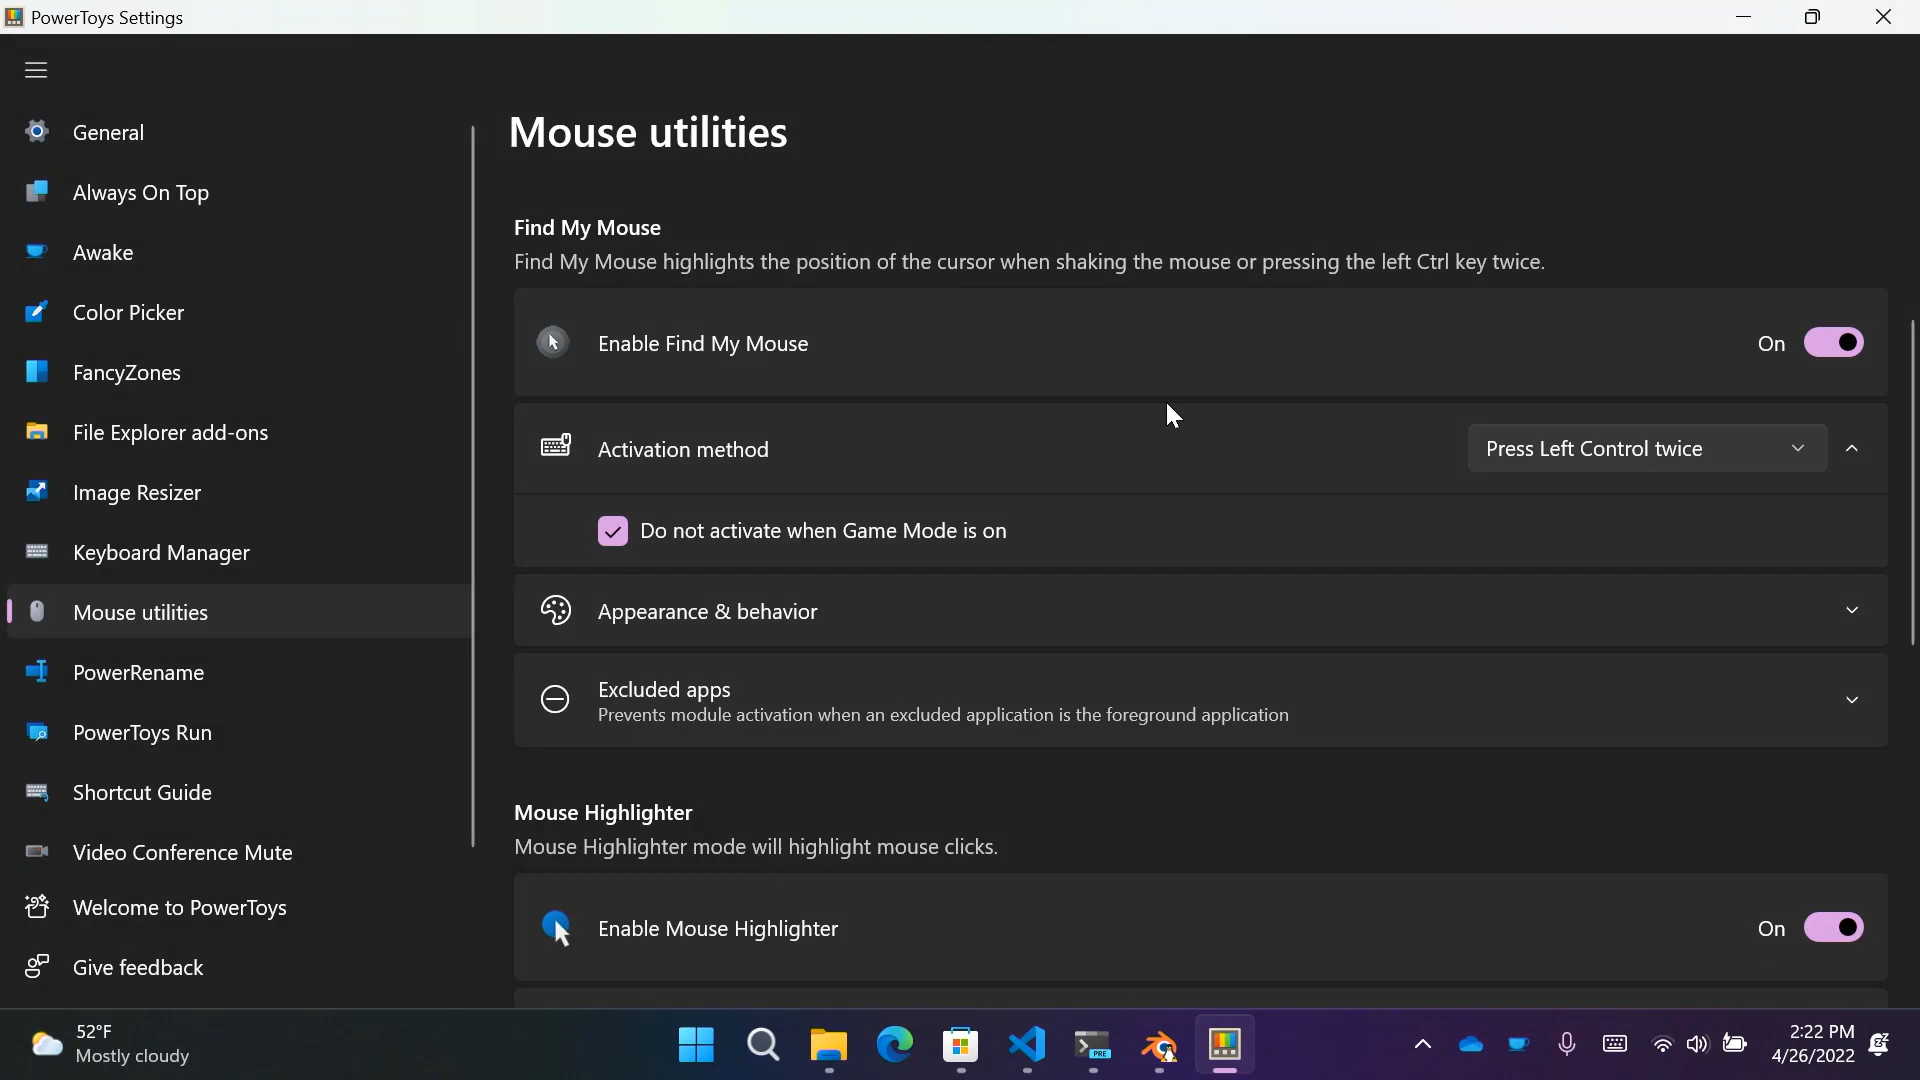 PowerToys Settings
General
Always On Top
Awake
Color Picker
FancyZones
File Explorer add-ons
Image Resizer
Keyboard Manager
Mouse utilities
PowerRename
PowerToys Run
Shortcut Guide
Video Conference Mute
Welcome to PowerToys
Give feedback
Mouse utilities
Find My Mouse
Find My Mouse highlights the position of the cursor when shaking the mouse or pressing the left Ctrl key twice.
Enable Find My Mouse
On
Activation method
Press Left Control twice
Do not activate when Game Mode is on
Appearance & behavior
Excluded apps
Prevents module activation when an excluded application is the foreground application
Mouse Highlighter
Mouse Highlighter mode will highlight mouse clicks.
Enable Mouse Highlighter
On
52°F
Mostly cloudy
PRE
2:22 PM
4/26/2022